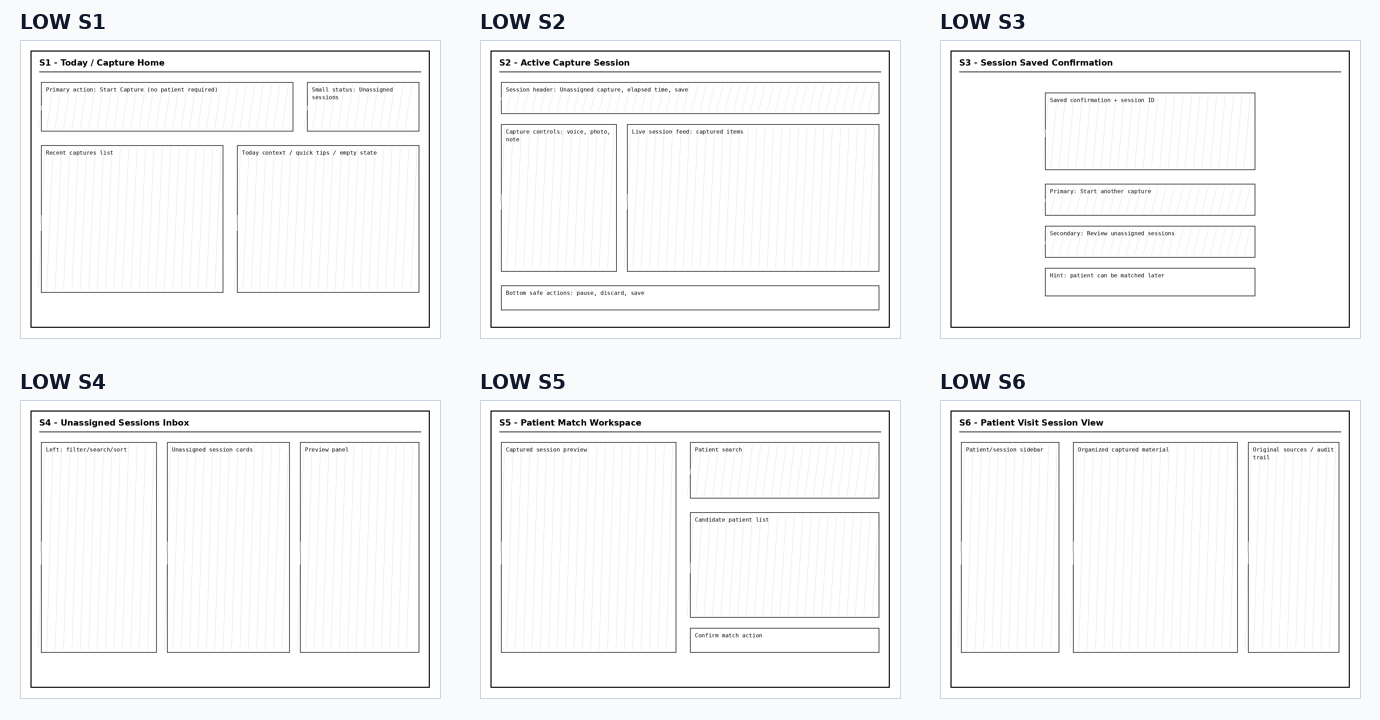 LOW S1
S1 - Today / Capture Home
Primary action: Start Capture (no patient required)
Small status: Unassigned
sessions
Recent captures list
Today context / quick tips / empty state
LOW S2
S2 - Active Capture Session
Session header: Unassigned capture, elapsed time, save
Capture controls: voice, photo,
note
Live session feed: captured items
Bottom safe actions: pause, discard, save
LOW S3
S3 - Session Saved Confirmation
Saved confirmation + session ID
Primary: Start another capture
Secondary: Review unassigned sessions
Hint: patient can be matched later
LOW S4
S4 - Unassigned Sessions Inbox
Left: filter/search/sort
Unassigned session cards
Preview panel
LOW S5
S5 - Patient Match Workspace
Captured session preview
Patient search
Candidate patient list
Confirm match action
LOW S6
S6 - Patient Visit Session View
Patient/session sidebar
Organized captured material
Original sources / audit
trail